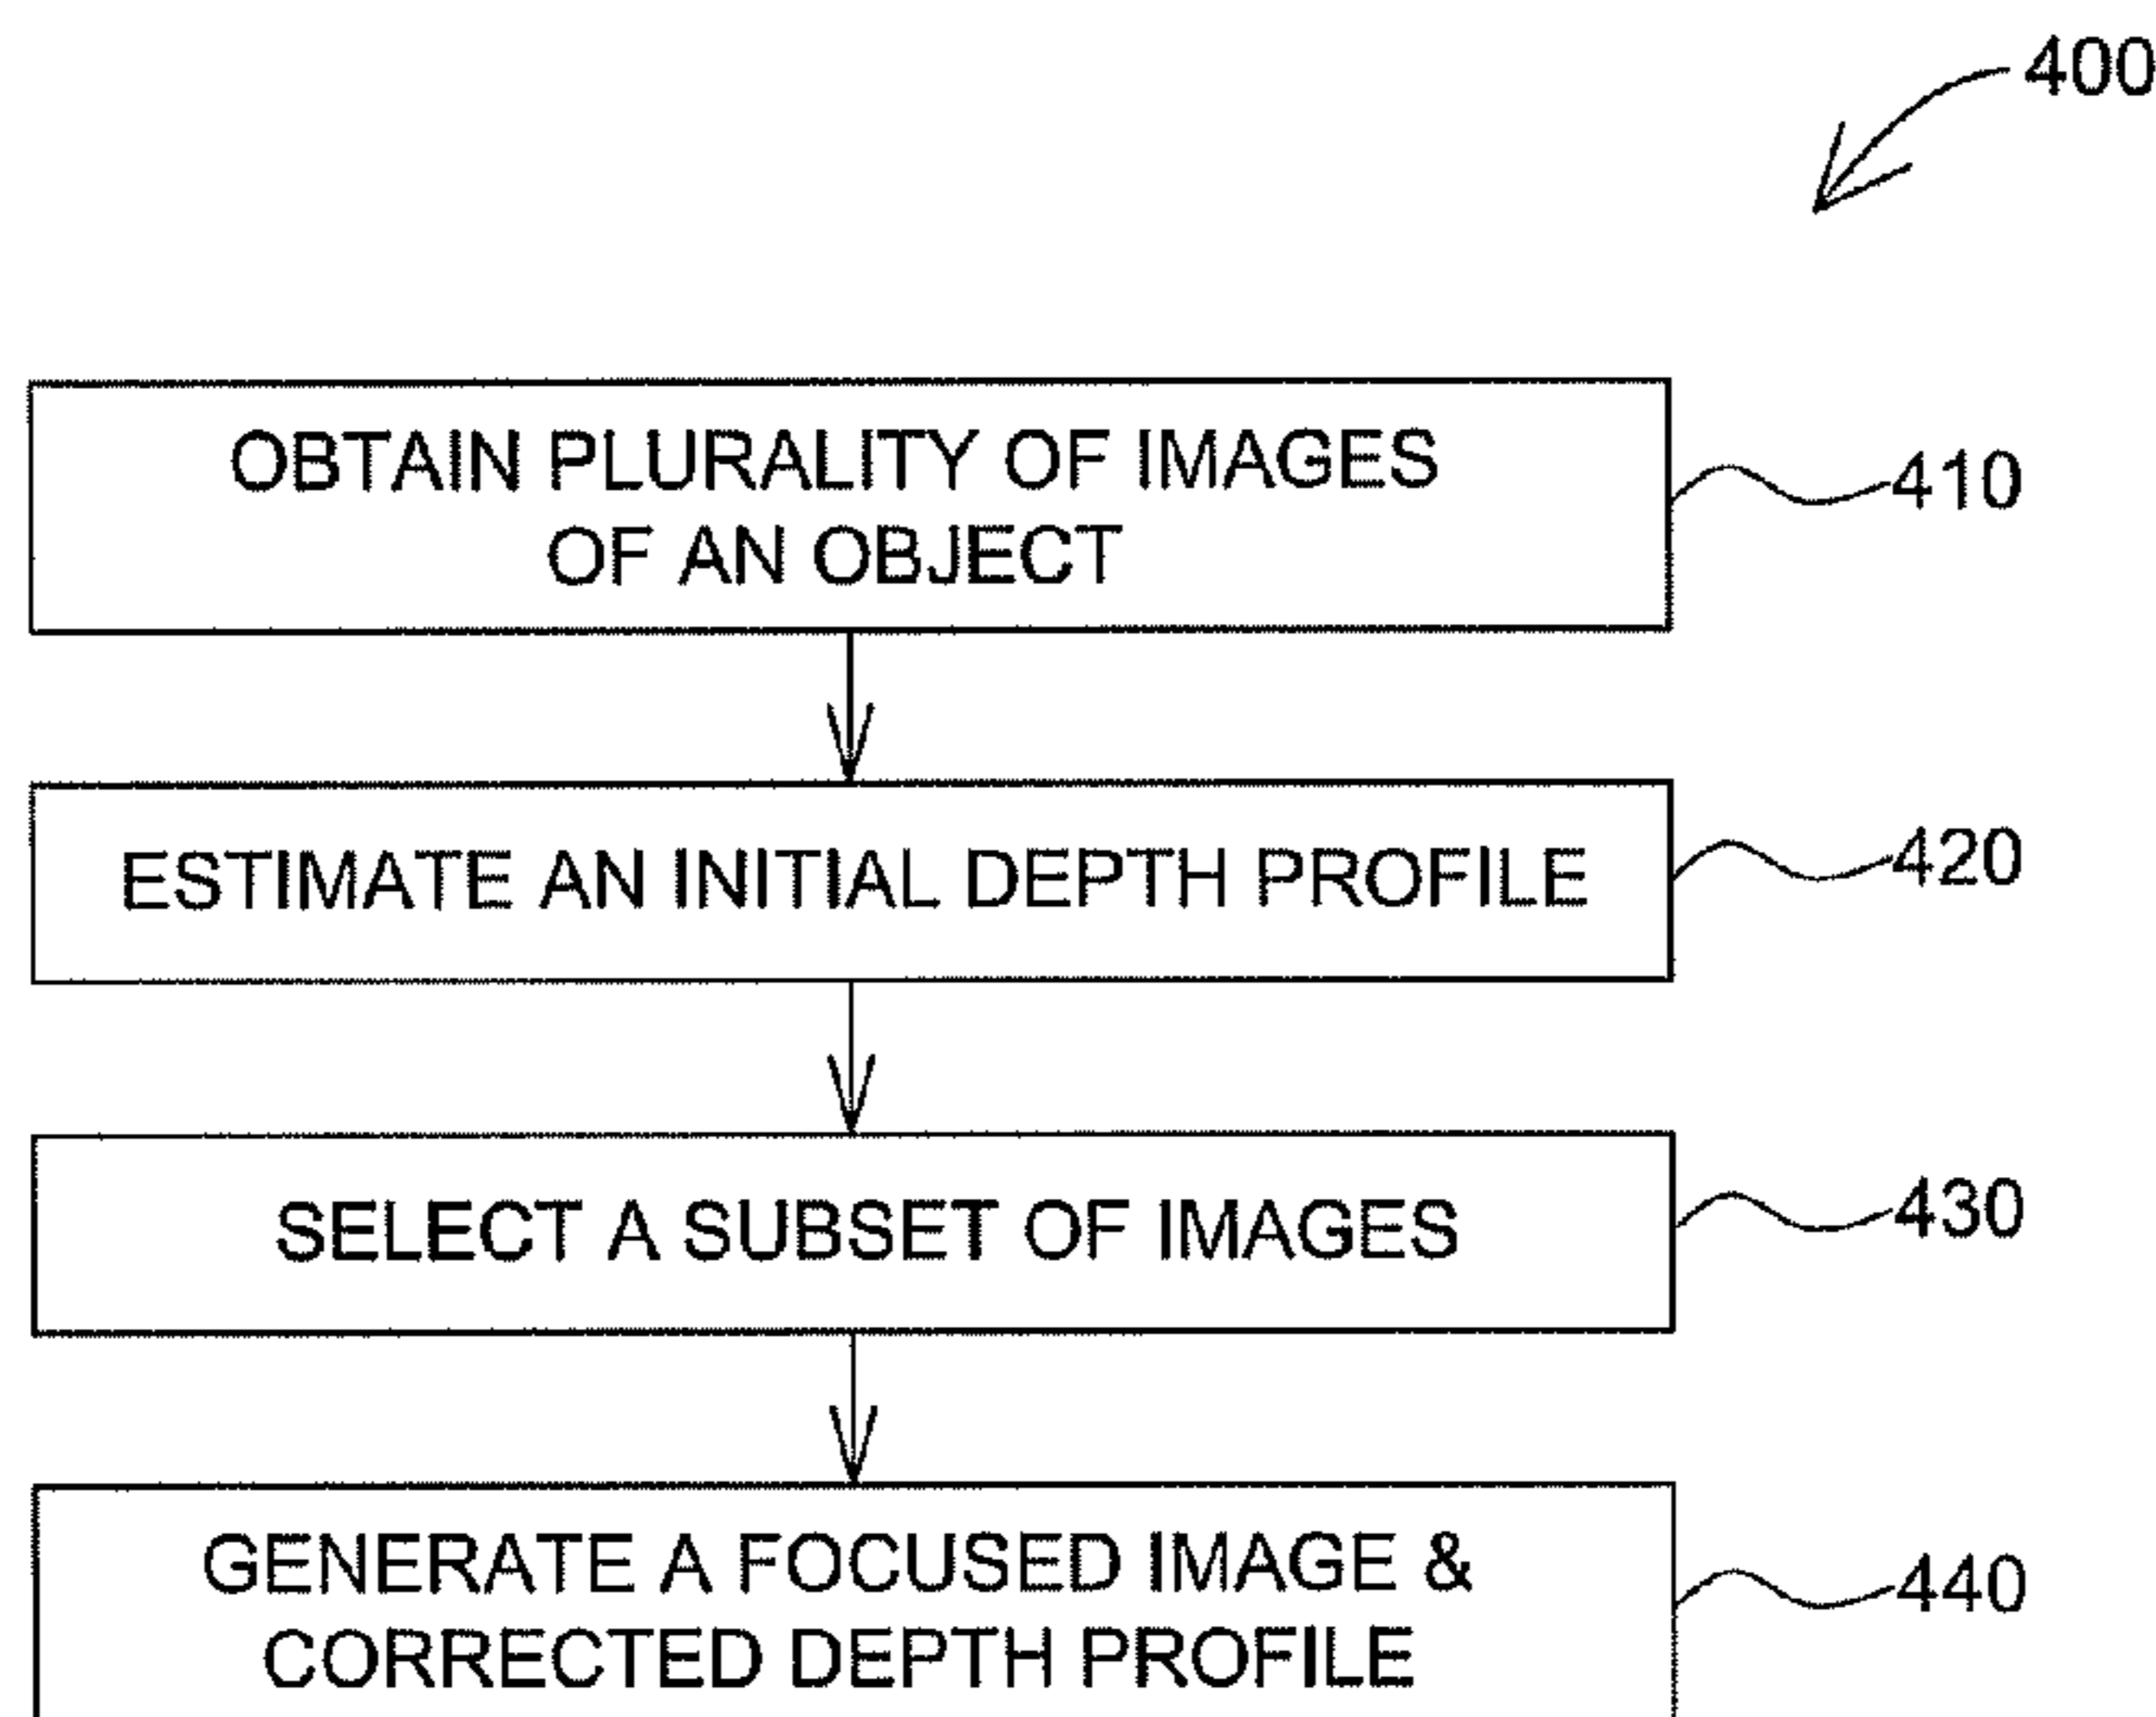 400
OBTAIN PLURALITY OF IMAGES
OF AN OBJECT
410
ESTIMATE AN INITIAL DEPTH PROFILE
420
SELECT A SUBSET OF IMAGES
430
GENERATE A FOCUSED IMAGE &
CORRECTED DEPTH PROFILE
440